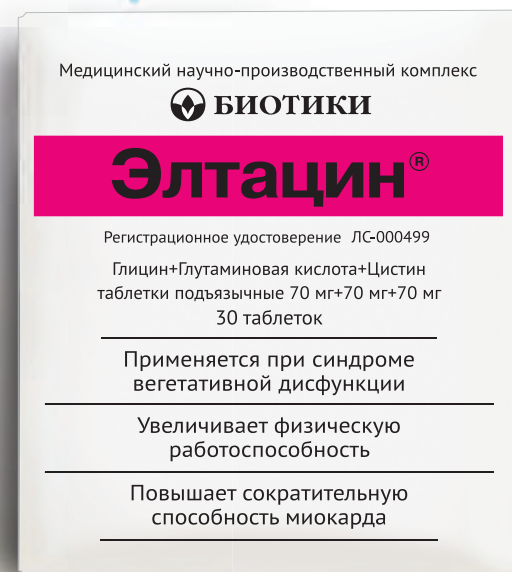 Медицинский научно-производственный комплекс
БИОТИКИ
Элтацин®
Регистрационное удостоверение ЛС-000499
Глицин+Глутаминовая кислота+Цистин
таблетки подъязычные 70 мг+70 мг+70 мг
30 таблеток
Применяется при синдроме
вегетативной дисфункции
Увеличивает физическую
работоспособность
Повышает сократительную
способность миокарда